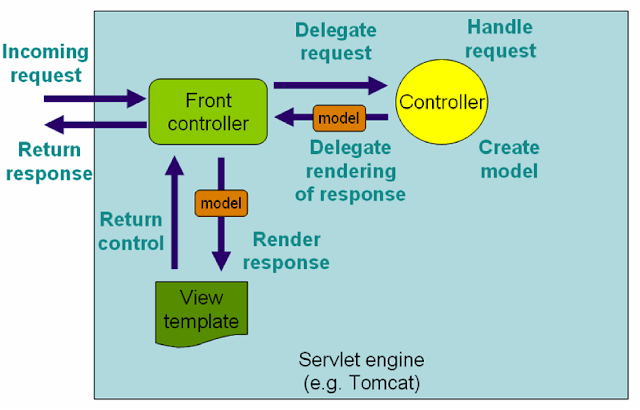 Incoming
request
Return
response
Front
controller
Delegate
request
Handle
request
Controller
model
Delegate
rendering
of response
Create
model
Return
control
model
Render
response
View
template
Servlet engine
(e.g. Tomcat)